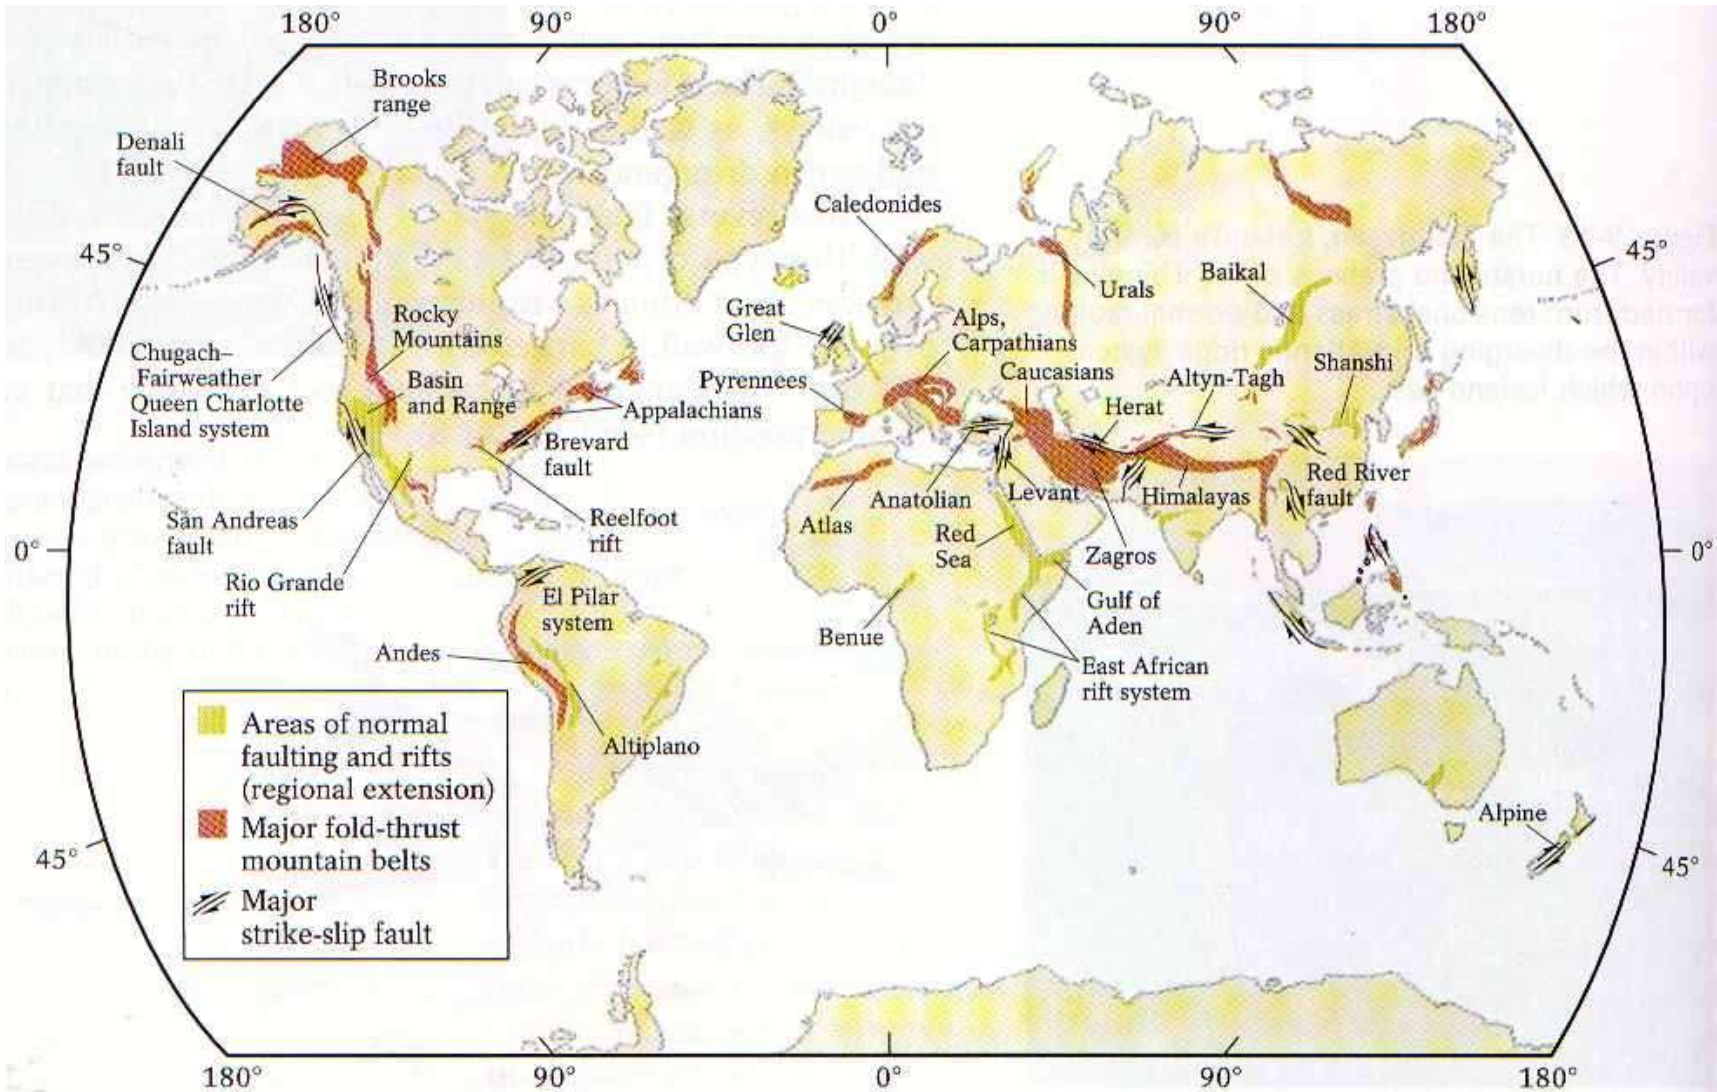 180°
90°
0°
90°
180°
Brooks
range
Denali
fault
Caledonides
45°
45°
Baikal
Urals
Great
Glen
Rocky
Mountains
Alps,
Carpathians
Chugach–
Fairweather
Queen Charlotte
Island system
Basin
and Range
Pyrennees
Caucasians
Altyn-Tagh
Shanshi
Appalachians
Herat
Brevard
fault
Red River
fault
Anatolian
Levant
Himalayas
San Andreas
fault
Reelfoot
rift
Atlas
Red
Sea
Zagros
0°
0°
Rio Grande
rift
El Pilar
system
Benue
Gulf of
Aden
Andes
East African
rift system
Altiplano
Areas of normal
faulting and rifts
(regional extension)
Major fold-thrust
mountain belts
Major
strike-slip fault
Alpine
45°
45°
180°
90°
0°
90°
180°